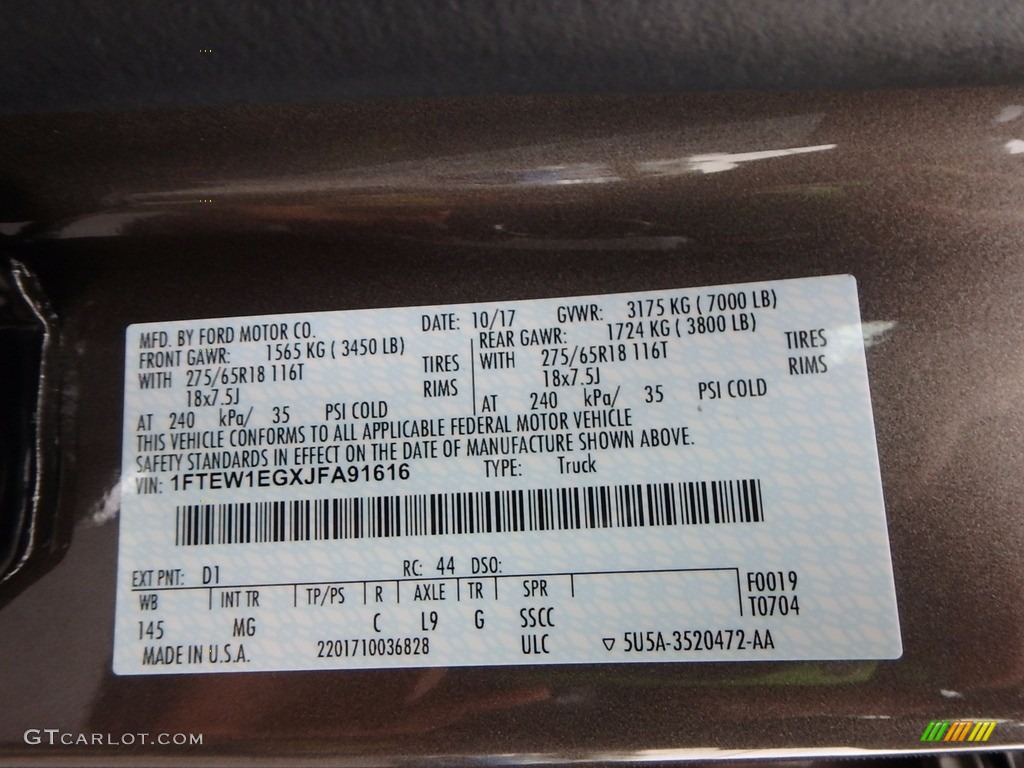 MFD. BY FORD MOTOR CO. DATE: 10/17 GVWR: 3175 KG ( 7000 LB)
FRONT GAWR: 1565 KG ( 3450 LB) REAR GAWR: 1724 KG ( 3800 LB)
WITH 275/65R18 116T TIRES WITH 275/65R18 116T TIRES
18x7.5J RIMS 18x7.5J RIMS
AT 240 kPa/ 35 PSI COLD AT 240 kPa/ 35 PSI COLD
THIS VEHICLE CONFORMS TO ALL APPLICABLE FEDERAL MOTOR VEHICLE
SAFETY STANDARDS IN EFFECT ON THE DATE OF MANUFACTURE SHOWN ABOVE.
VIN: 1FTEW1EGXJFA91616 TYPE: Truck
EXT PNT: D1 RC: 44 DSO:
WB INT TR TP/PS R AXLE TR SPR F0019
145 MG C L9 G SSCC T0704
MADE IN U.S.A. 2201710036828 ULC ▽ 5U5A-3520472-AA
GTCARLOT.COM